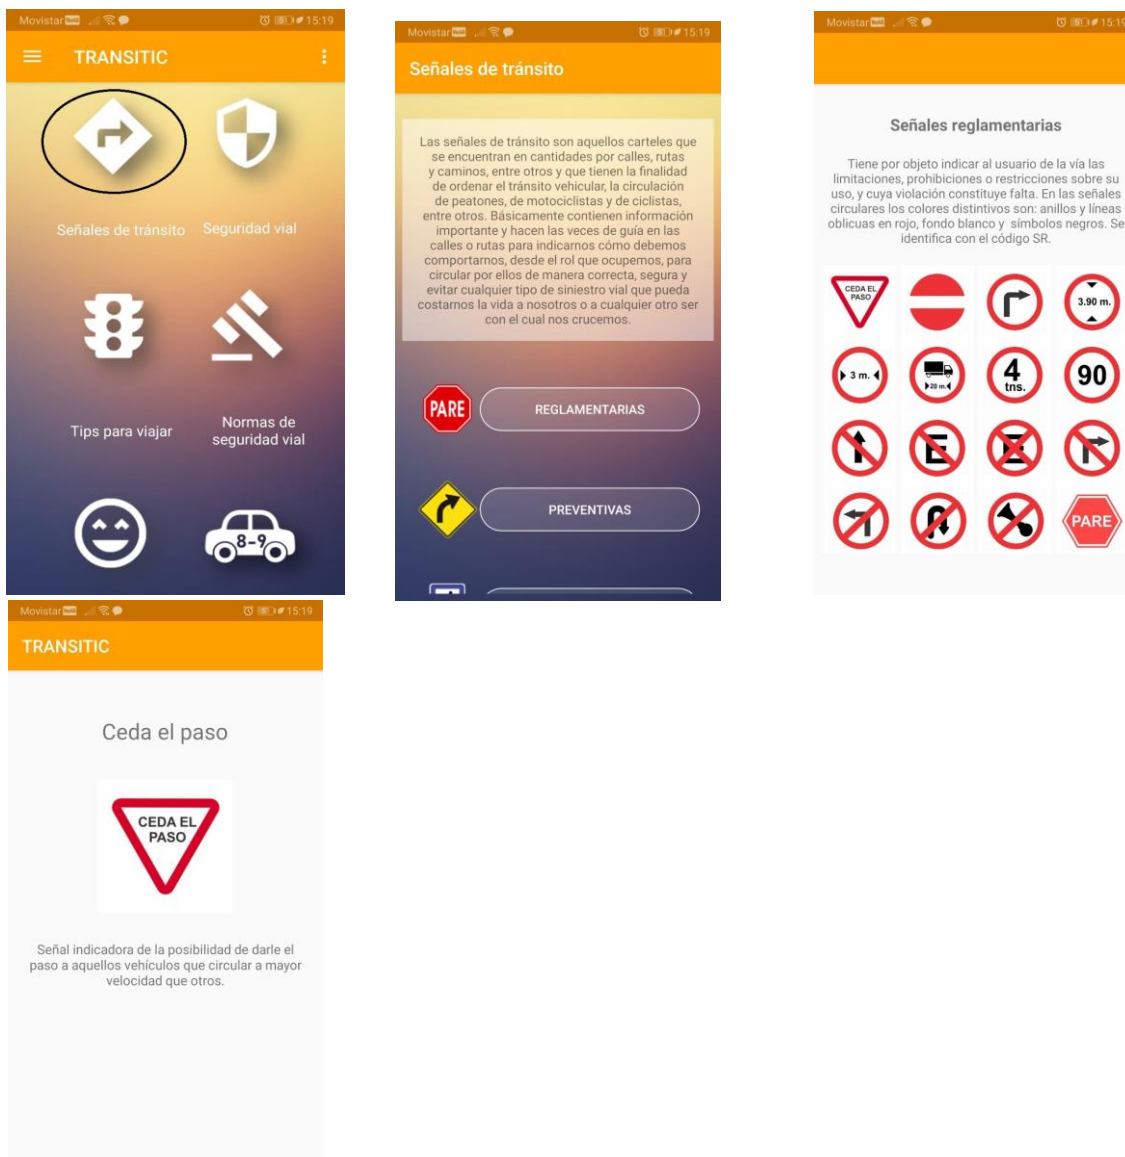 Movistar 15:19
TRANSITIC
Señales de tránsito
Seguridad vial
Tips para viajar
Normas de
seguridad vial
8-9
Movistar 15:19
Señales de tránsito
Las señales de tránsito son aquellos carteles que
se encuentran en cantidades por calles, rutas
y caminos, entre otros y que tienen la finalidad
de ordenar el tránsito vehicular, la circulación
de peatones, de motociclistas y de ciclistas,
entre otros. Básicamente contienen información
importante y hacen las veces de guía en las
calles o rutas para indicarnos cómo debemos
comportarnos, desde el rol que ocupemos, para
circular por ellos de manera correcta, segura y
evitar cualquier tipo de siniestro vial que pueda
costarnos la vida a nosotros o a cualquier otro ser
con el cual nos crucemos.
PARE
REGLAMENTARIAS
PREVENTIVAS
Movistar 15:19
Señales reglamentarias
Tiene por objeto indicar al usuario de la vía las
limitaciones, prohibiciones o restricciones sobre su
uso, y cuya violación constituye falta. En las señales
circulares los colores distintivos son: anillos y líneas
oblicuas en rojo, fondo blanco y símbolos negros. Se
identifica con el código SR.
CEDA EL
PASO
3.90 m.
3 m.
20 m.
4
tns.
90
E
E
PARE
Movistar 15:19
TRANSITIC
Ceda el paso
CEDA EL
PASO
Señal indicadora de la posibilidad de darle el
paso a aquellos vehículos que circular a mayor
velocidad que otros.